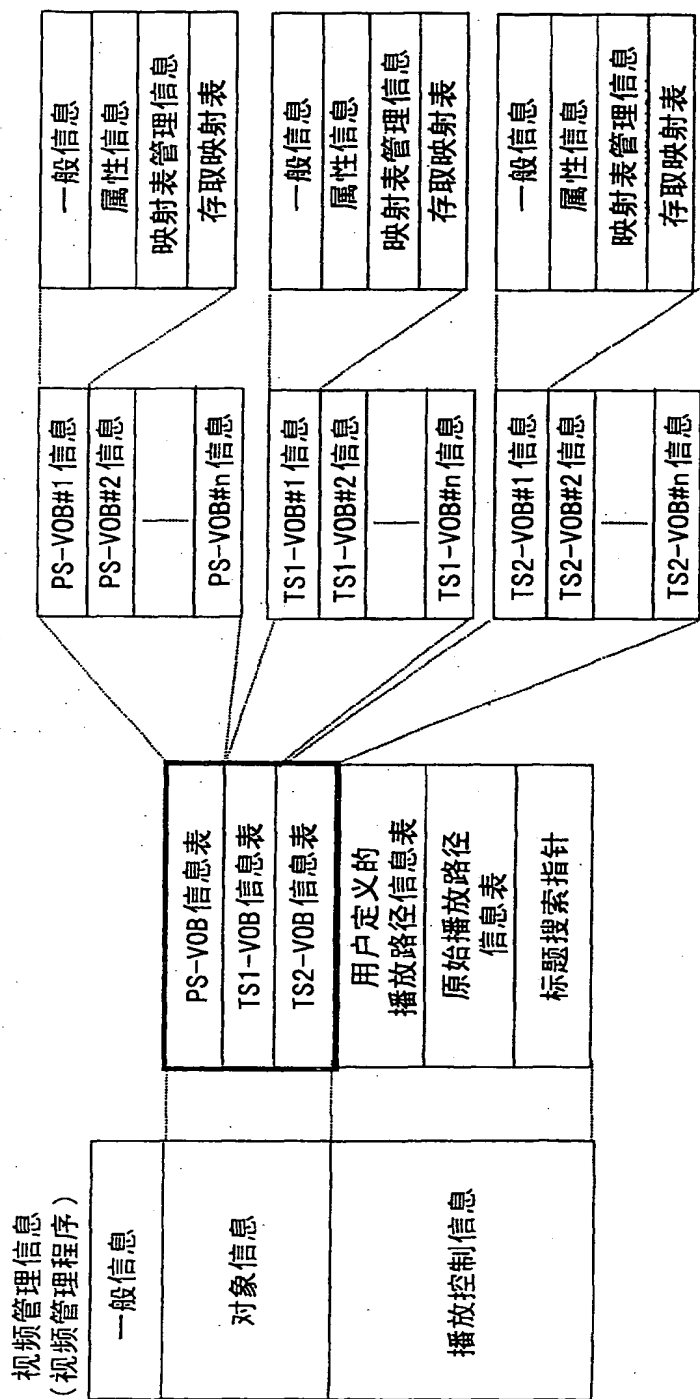 视频管理信息
(视频管理程序)
一般信息
对象信息
播放控制信息
PS-VOB信息表
TS1-VOB信息表
TS2-VOB信息表
用户定义的
播放路径信息表
原始播放路径
信息表
标题搜索指针
PS-VOB#1信息
PS-VOB#2信息
PS-VOB#n信息
TS1-VOB#1信息
TS1-VOB#2信息
TS1-VOB#n信息
TS2-VOB#1信息
TS2-VOB#2信息
TS2-VOB#n信息
一般信息
属性信息
映射表管理信息
存取映射表
一般信息
属性信息
映射表管理信息
存取映射表
一般信息
属性信息
映射表管理信息
存取映射表